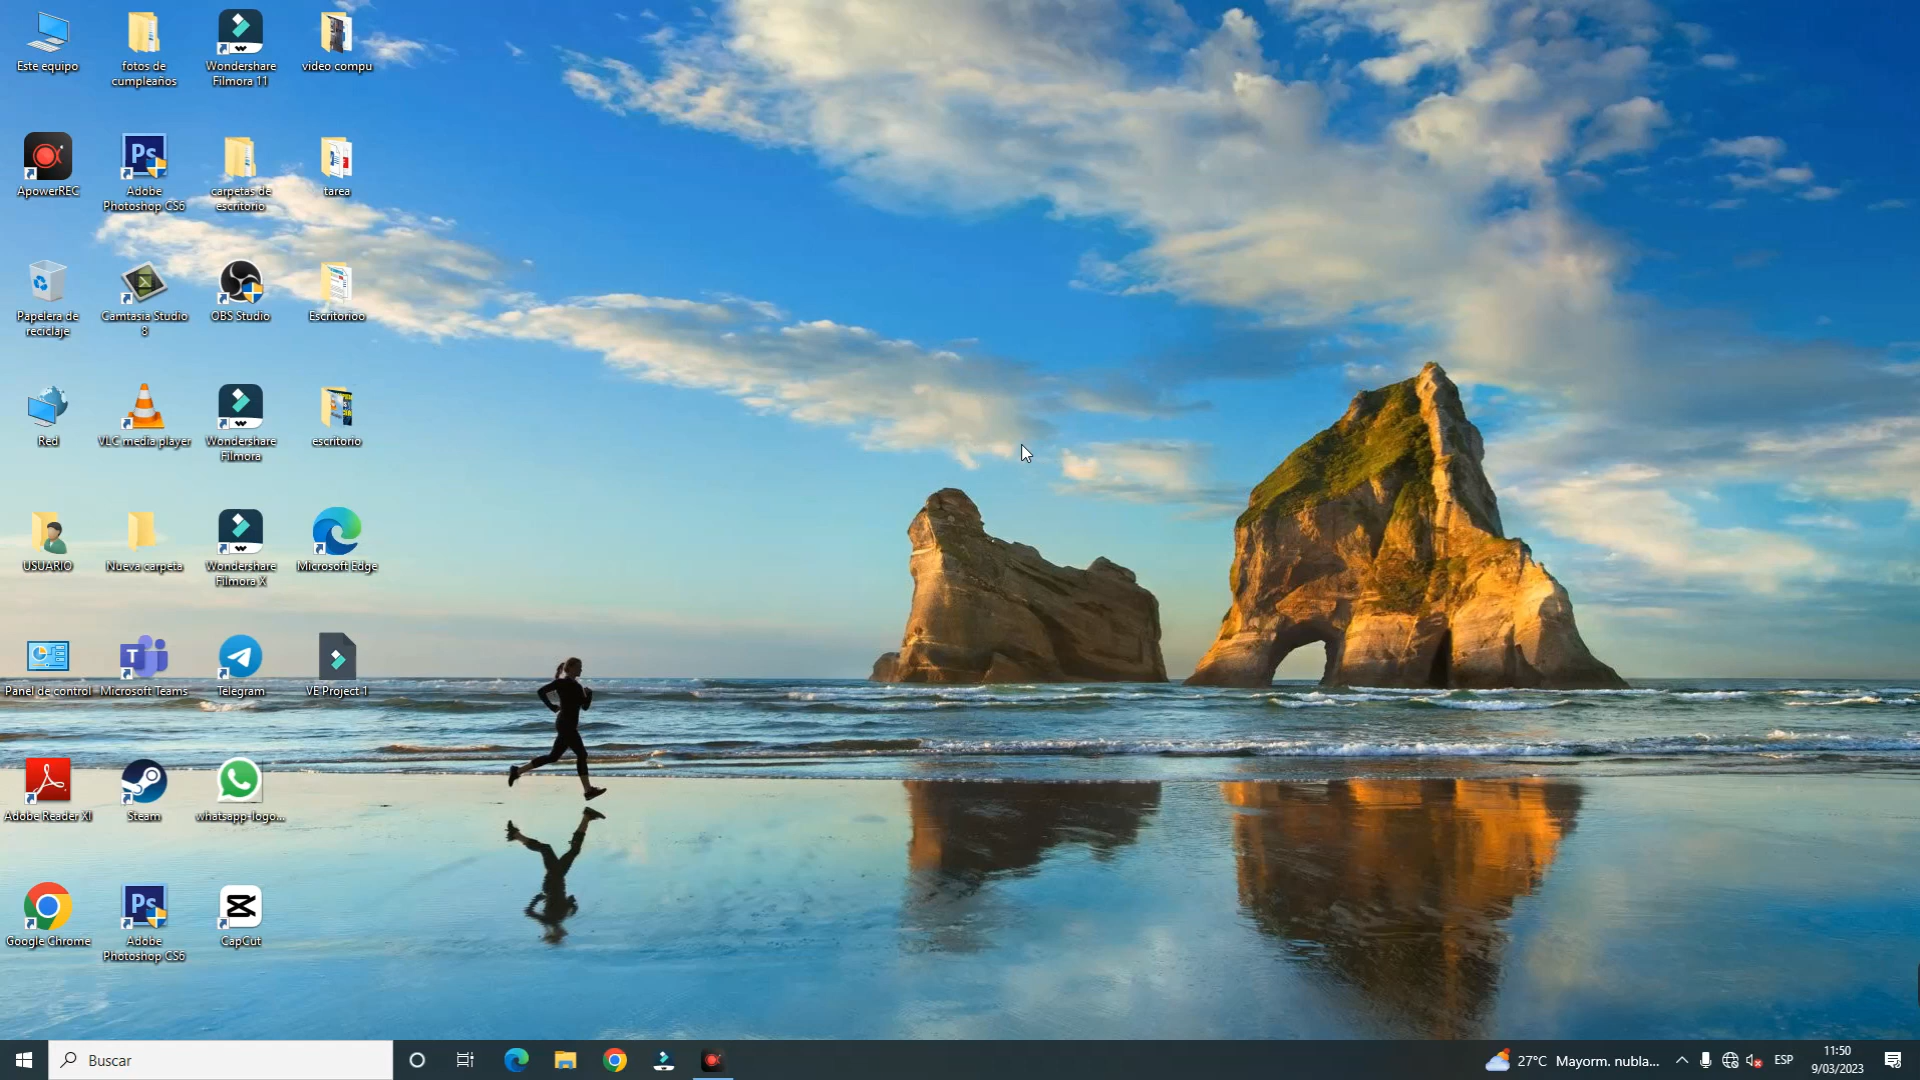 Este equipo
fotos de
cumpleaños
Wondershare
Filmora 11
video compu
ApowerREC
Ps
Adobe
Photoshop CS6
carpetas de
escritorio
tarea
Papelera de
reciclaje
Camtasia Studio
8
OBS Studio
Escritorioo
Red
VLC media player
Wondershare
Filmora
escritorio
USUARIO
Nueva carpeta
Wondershare
Filmora X
Microsoft Edge
Panel de control
T
Microsoft Teams
Telegram
VE Project 1
Adobe Reader XI
Steam
whatsapp-logo...
Google Chrome
Ps
Adobe
Photoshop CS6
CapCut
Buscar
27°C Mayorm. nubla...
ESP
11:50
9/03/2023